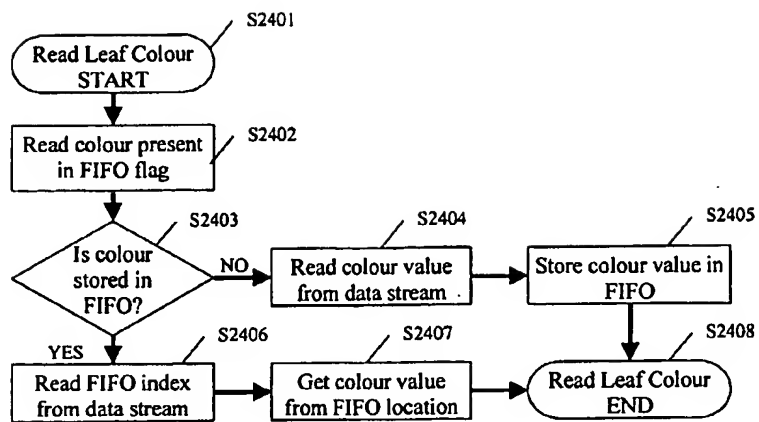 S2401
Read Leaf Colour
START
S2402
Read colour present
in FIFO flag
S2403
Is colour
stored in
FIFO?
NO
S2404
Read colour value
from data stream
S2405
Store colour value in
FIFO
YES
S2406
Read FIFO index
from data stream
S2407
Get colour value
from FIFO location
S2408
Read Leaf Colour
END